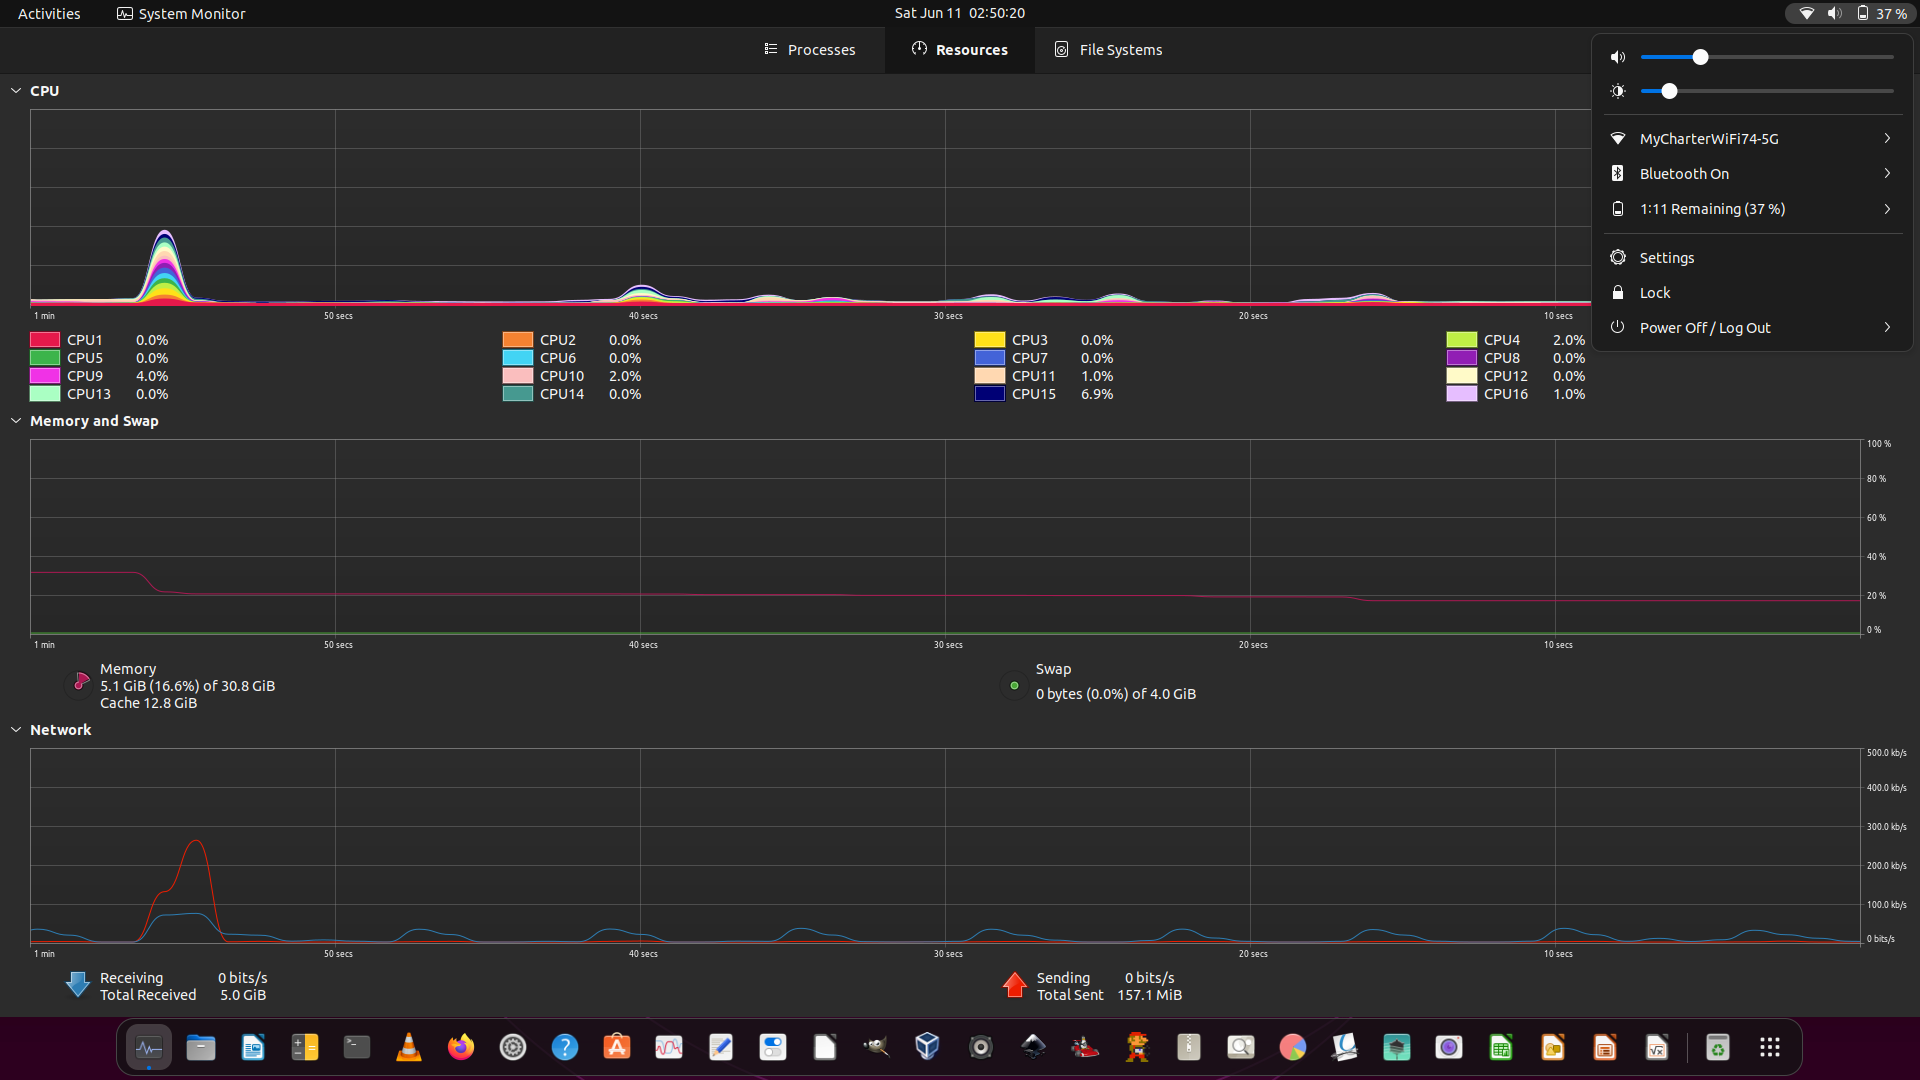 Activities
System Monitor
Sat Jun 11 02:50:20
37 %
Processes
Resources
File Systems
MyCharterWiFi74-5G
Bluetooth On
1:11 Remaining (37 %)
Settings
Lock
Power Off / Log Out
CPU
1 min 50 secs 40 secs 30 secs 20 secs 10 secs
CPU1 0.0% CPU2 0.0% CPU3 0.0% CPU4 2.0%
CPU5 0.0% CPU6 0.0% CPU7 0.0% CPU8 0.0%
CPU9 4.0% CPU10 2.0% CPU11 1.0% CPU12 0.0%
CPU13 0.0% CPU14 0.0% CPU15 6.9% CPU16 1.0%
Memory and Swap
100 %
80 %
60 %
40 %
20 %
0 %
1 min 50 secs 40 secs 30 secs 20 secs 10 secs
Memory
5.1 GiB (16.6%) of 30.8 GiB
Cache 12.8 GiB
Swap
0 bytes (0.0%) of 4.0 GiB
Network
500.0 kb/s
400.0 kb/s
300.0 kb/s
200.0 kb/s
100.0 kb/s
0 bits/s
1 min 50 secs 40 secs 30 secs 20 secs 10 secs
Receiving 0 bits/s
Total Received 5.0 GiB
Sending 0 bits/s
Total Sent 157.1 MiB